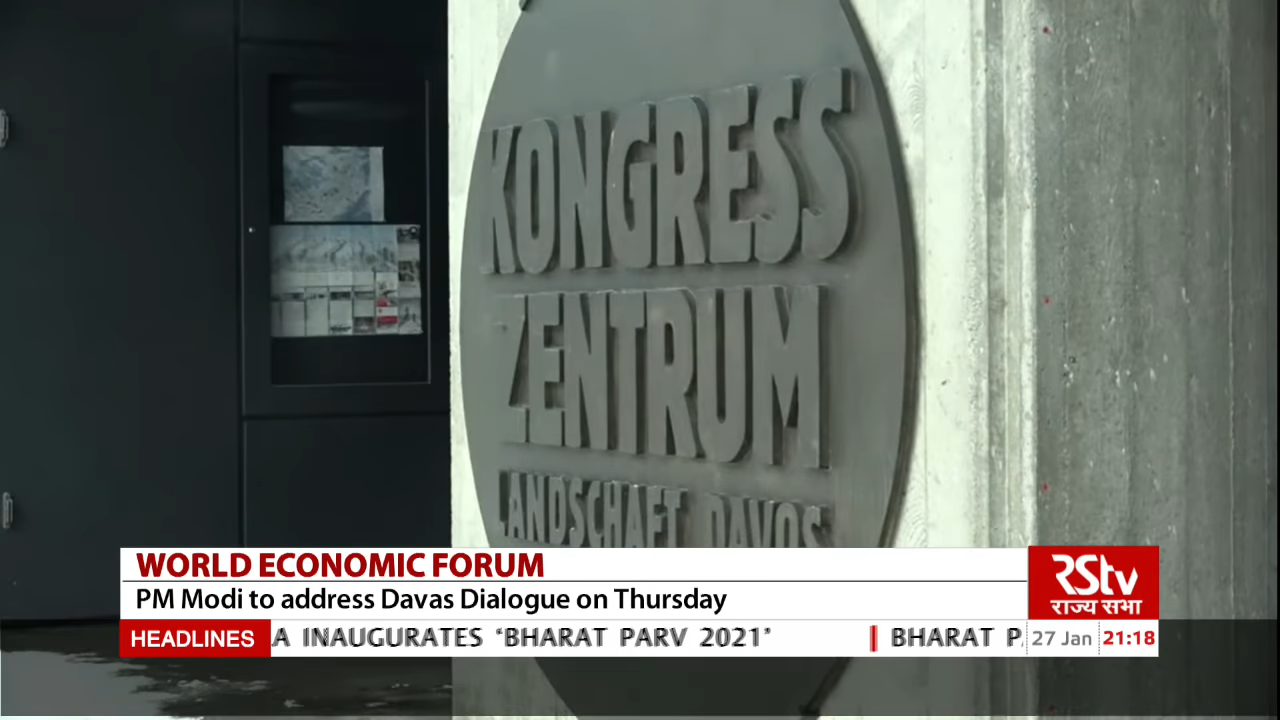 KONGRESS
ZENTRUM
LANDSCHAFT DAVOS
WORLD ECONOMIC FORUM
PM Modi to address Davas Dialogue on Thursday
RSTV
राज्य सभा
HEADLINES A INAUGURATES ‘BHARAT PARV 2021’ BHARAT P 27 Jan 21:18